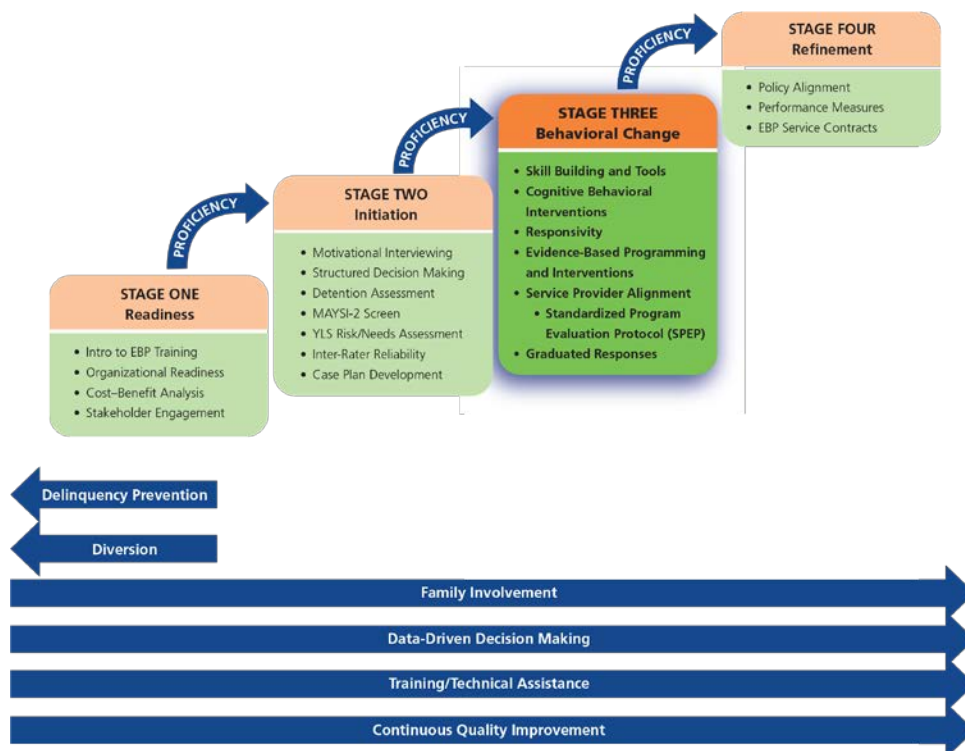 STAGE ONE
Readiness
• Intro to EBP Training
• Organizational Readiness
• Cost–Benefit Analysis
• Stakeholder Engagement
PROFICIENCY
STAGE TWO
Initiation
• Motivational Interviewing
• Structured Decision Making
• Detention Assessment
• MAYSI-2 Screen
• YLS Risk/Needs Assessment
• Inter-Rater Reliability
• Case Plan Development
PROFICIENCY
STAGE THREE
Behavioral Change
• Skill Building and Tools
• Cognitive Behavioral
Interventions
• Responsivity
• Evidence-Based Programming
and Interventions
• Service Provider Alignment
• Standardized Program
Evaluation Protocol (SPEP)
• Graduated Responses
PROFICIENCY
STAGE FOUR
Refinement
• Policy Alignment
• Performance Measures
• EBP Service Contracts
Delinquency Prevention
Diversion
Family Involvement
Data-Driven Decision Making
Training/Technical Assistance
Continuous Quality Improvement